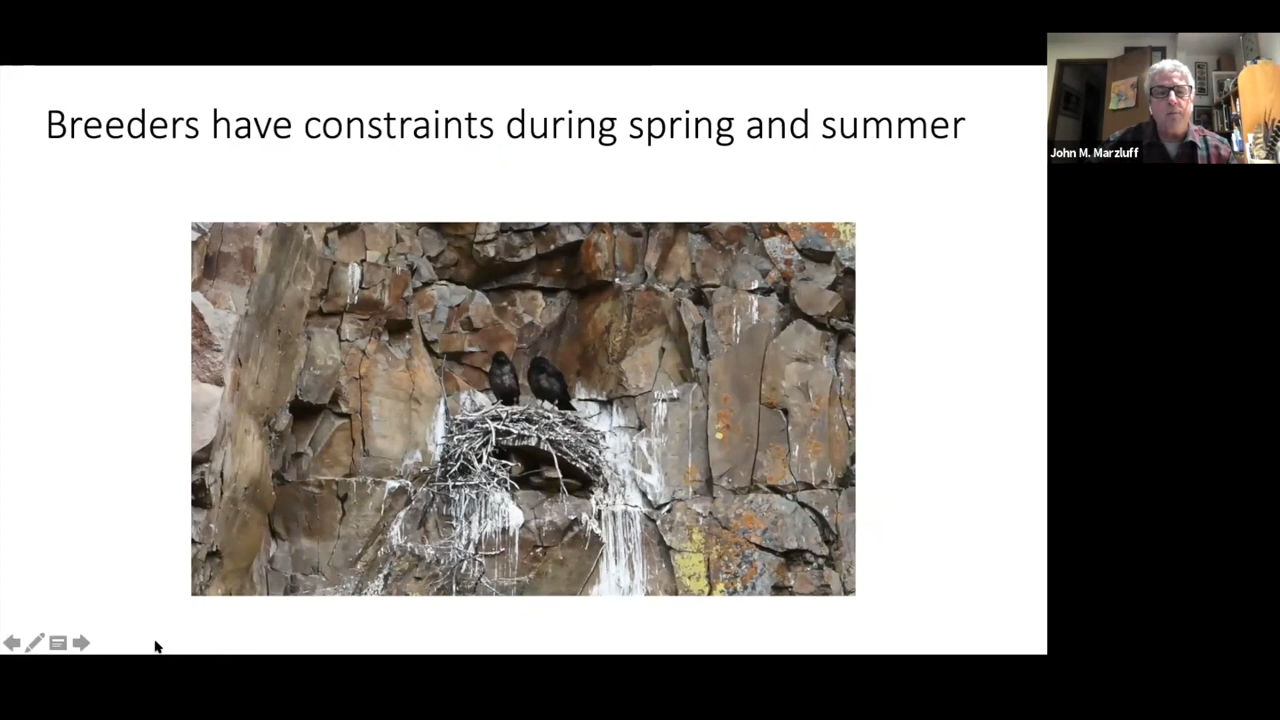 Breeders have constraints during spring and summer
John M. Marzluff